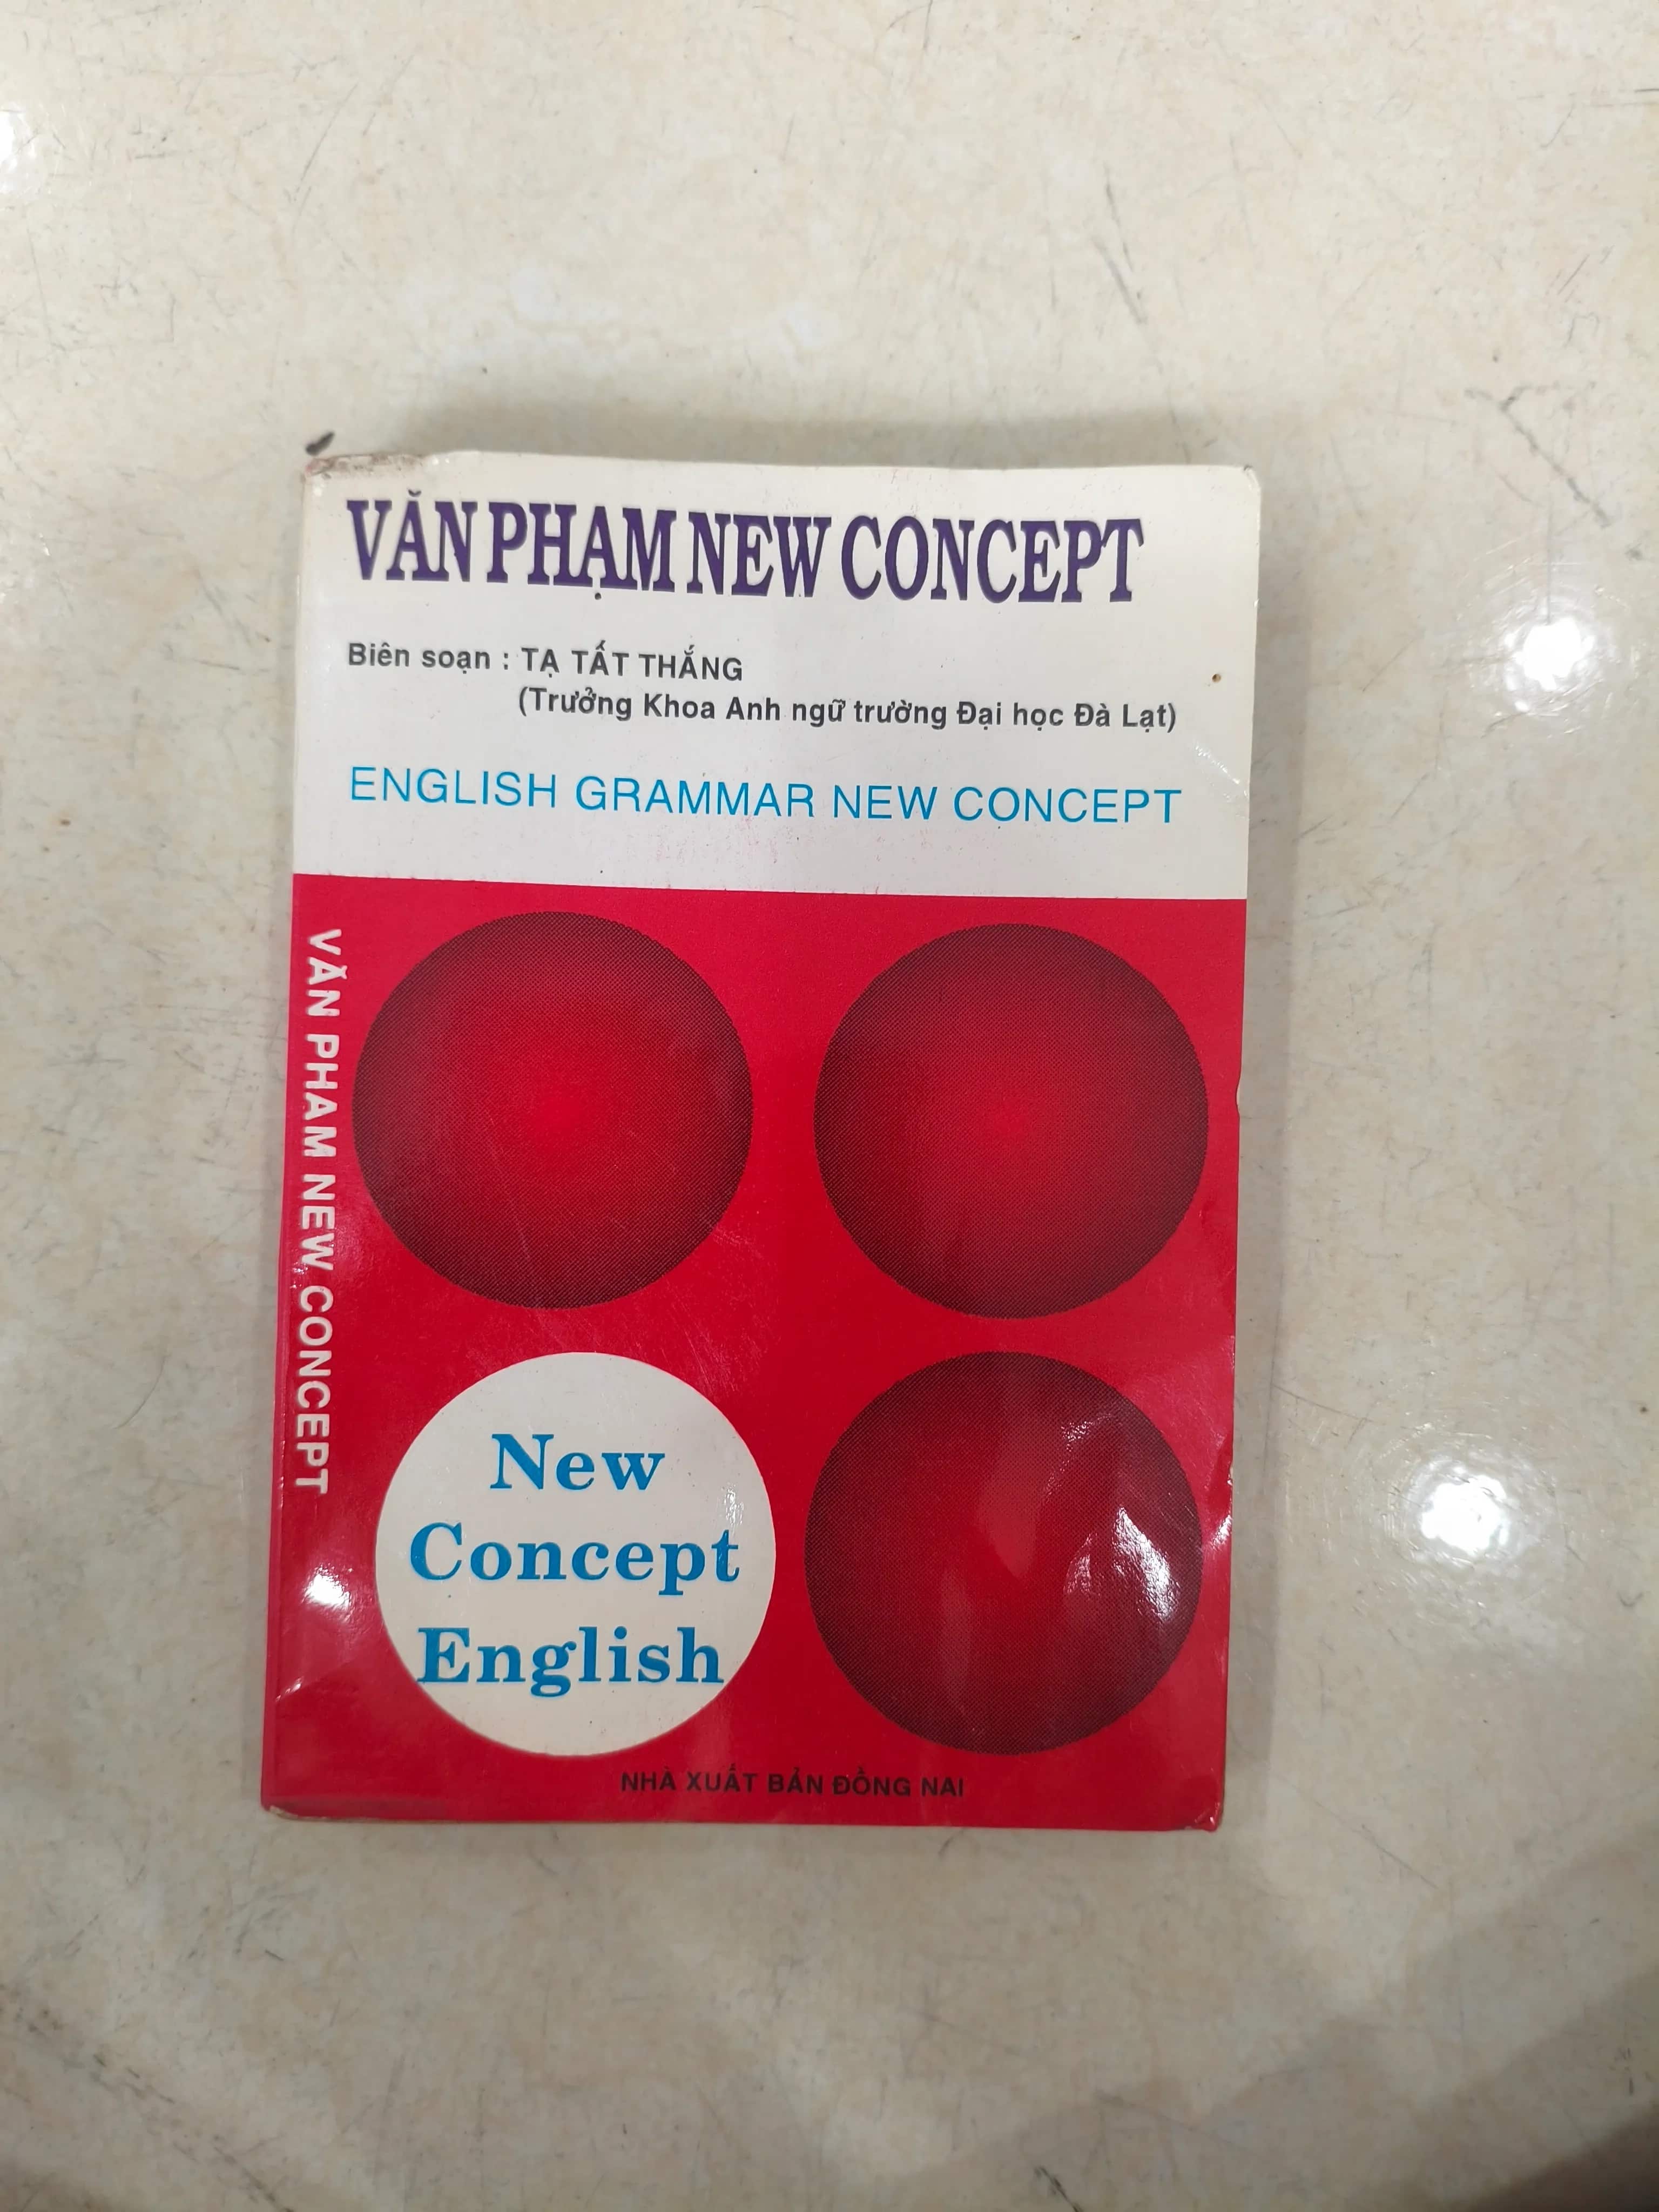 VĂN PHẠM NEW CONCEPT
Biên soạn : TẠ TẤT THẮNG
(Trưởng Khoa Anh ngữ trường Đại học Đà Lạt)
ENGLISH GRAMMAR NEW CONCEPT
VĂN PHẠM NEW CONCEPT
New
Concept
English
NHÀ XUẤT BẢN ĐỒNG NAI